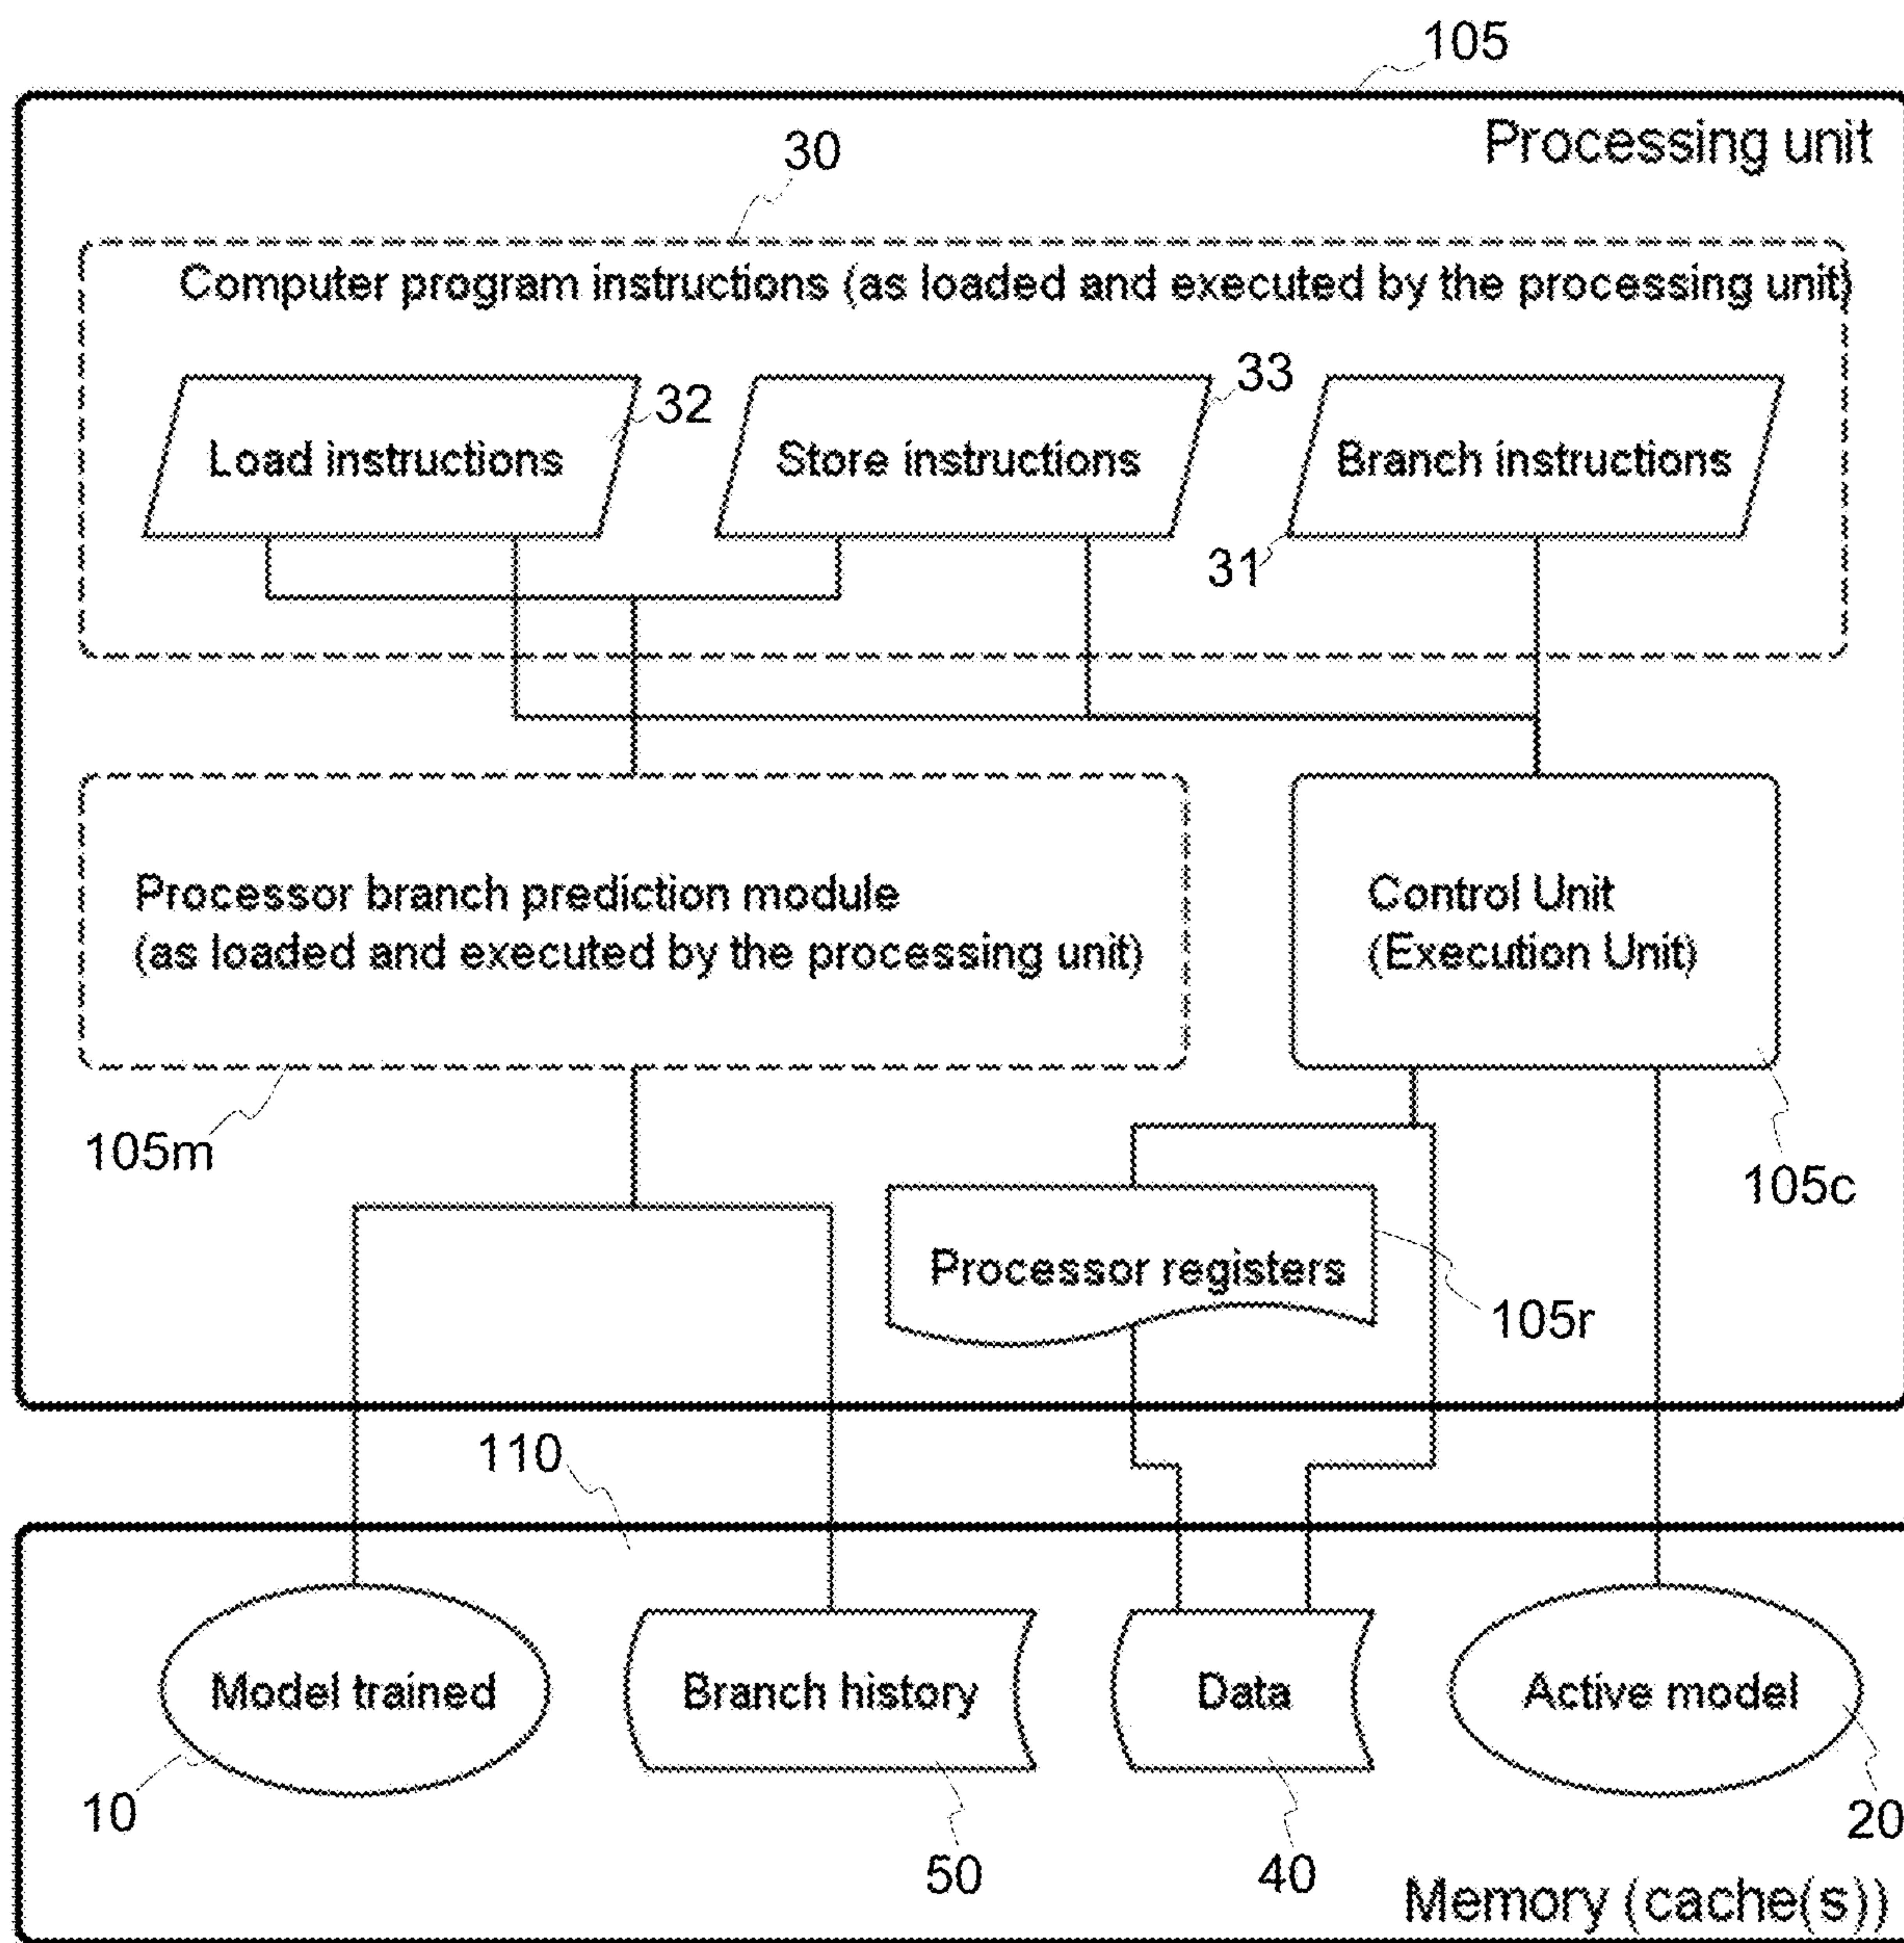 105
Processing unit
30
Computer program instructions (as loaded and executed by the processing unit)
33
32
Load instructions
Store instructions
Branch instructions
31
Processor branch prediction module
(as loaded and executed by the processing unit)
Control Unit
(Execution Unit)
105m
105c
Processor registers
105r
110
Model trained
Branch history
Data
Active model
10
20
50
40
Memory (cache(s))